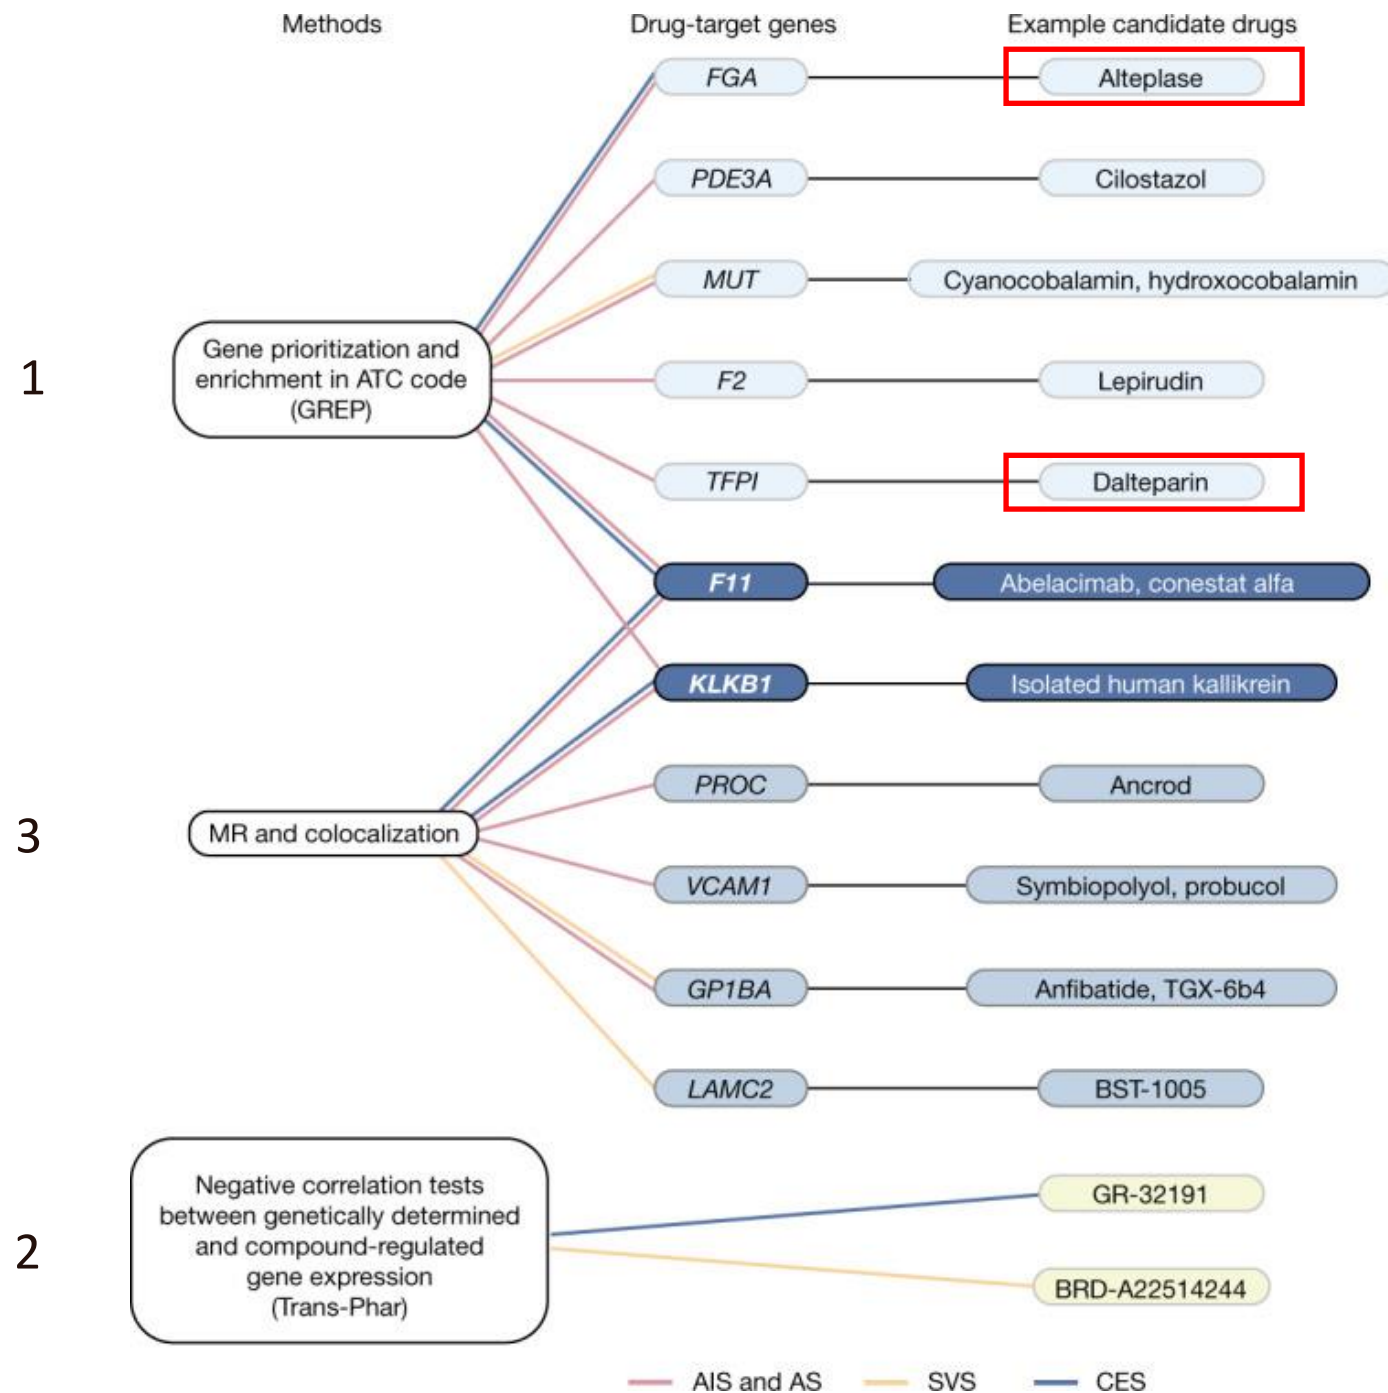 Methods
Drug-target genes
Example candidate drugs
FGA
Alteplase
PDE3A
Cilostazol
MUT
Cyanocobalamin, hydroxocobalamin
1
Gene prioritization and
enrichment in ATC code
(GREP)
F2
Lepirudin
TFPI
Dalteparin
F11
Abelacimab, conestat alfa
KLKB1
Isolated human kallikrein
PROC
Ancrod
3
MR and colocalization
VCAM1
Symbiopolyol, probucol
GP1BA
Anfibatide, TGX-6b4
LAMC2
BST-1005
2
Negative correlation tests
between genetically determined
and compound-regulated
gene expression
(Trans-Phar)
GR-32191
BRD-A22514244
AIS and AS
SVS
CES